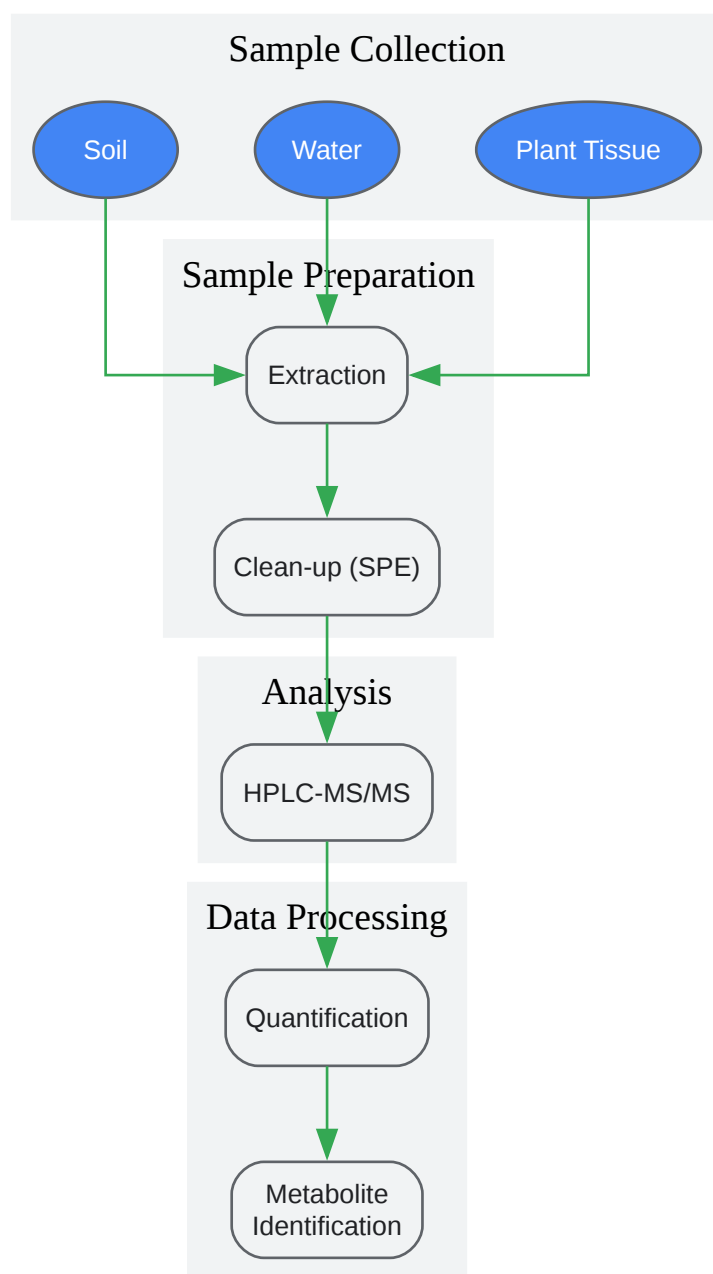 Sample Collection
Soil
Water
Plant Tissue
Sample Preparation
Extraction
Clean-up (SPE)
Analysis
HPLC-MS/MS
Data Processing
Quantification
Metabolite
Identification